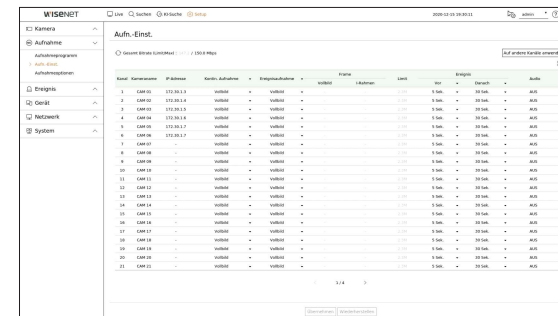 WISENET
Live Suchen KI-Suche Setup 2020-12-15 19:30:11 admin
Kamera
Aufnahme
Aufnahmeprogramm
Aufn.-Einst.
Aufnahmeoptionen
Ereignis
Gerät
Netzwerk
System
Aufn.-Einst.
Gesamt Bitrate (Limit/Max) / 150.0 Mbps
Auf andere Kanäle anwend
Kanal Kameraname IP-Adresse Kontin. Aufnahme Ereignisaufnahme Frame Limit Ereignis Audio
Vollbild I-Rahmen Vor Danach
1 CAM 01 172.30.1.3 Vollbild Vollbild 5 Sek. 30 Sek. AUS
2 CAM 02 172.30.1.4 Vollbild Vollbild 5 Sek. 30 Sek. AUS
3 CAM 03 172.30.1.5 Vollbild Vollbild 5 Sek. 30 Sek. AUS
4 CAM 04 172.30.1.6 Vollbild Vollbild 5 Sek. 30 Sek. AUS
5 CAM 05 172.30.1.7 Vollbild Vollbild 5 Sek. 30 Sek. AUS
6 CAM 06 172.30.1.7 Vollbild Vollbild 5 Sek. 30 Sek. AUS
7 CAM 07 - Vollbild Vollbild 5 Sek. 30 Sek. AUS
8 CAM 08 - Vollbild Vollbild 5 Sek. 30 Sek. AUS
9 CAM 09 - Vollbild Vollbild 5 Sek. 30 Sek. AUS
10 CAM 10 - Vollbild Vollbild 5 Sek. 30 Sek. AUS
11 CAM 11 - Vollbild Vollbild 5 Sek. 30 Sek. AUS
12 CAM 12 - Vollbild Vollbild 5 Sek. 30 Sek. AUS
13 CAM 13 - Vollbild Vollbild 5 Sek. 30 Sek. AUS
14 CAM 14 - Vollbild Vollbild 5 Sek. 30 Sek. AUS
15 CAM 15 - Vollbild Vollbild 5 Sek. 30 Sek. AUS
16 CAM 16 - Vollbild Vollbild 5 Sek. 30 Sek. AUS
17 CAM 17 - Vollbild Vollbild 5 Sek. 30 Sek. AUS
18 CAM 18 - Vollbild Vollbild 5 Sek. 30 Sek. AUS
19 CAM 19 - Vollbild Vollbild 5 Sek. 30 Sek. AUS
20 CAM 20 - Vollbild Vollbild 5 Sek. 30 Sek. AUS
21 CAM 21 - Vollbild Vollbild 5 Sek. 30 Sek. AUS
1/4
Übernehmen Wiederherstellen